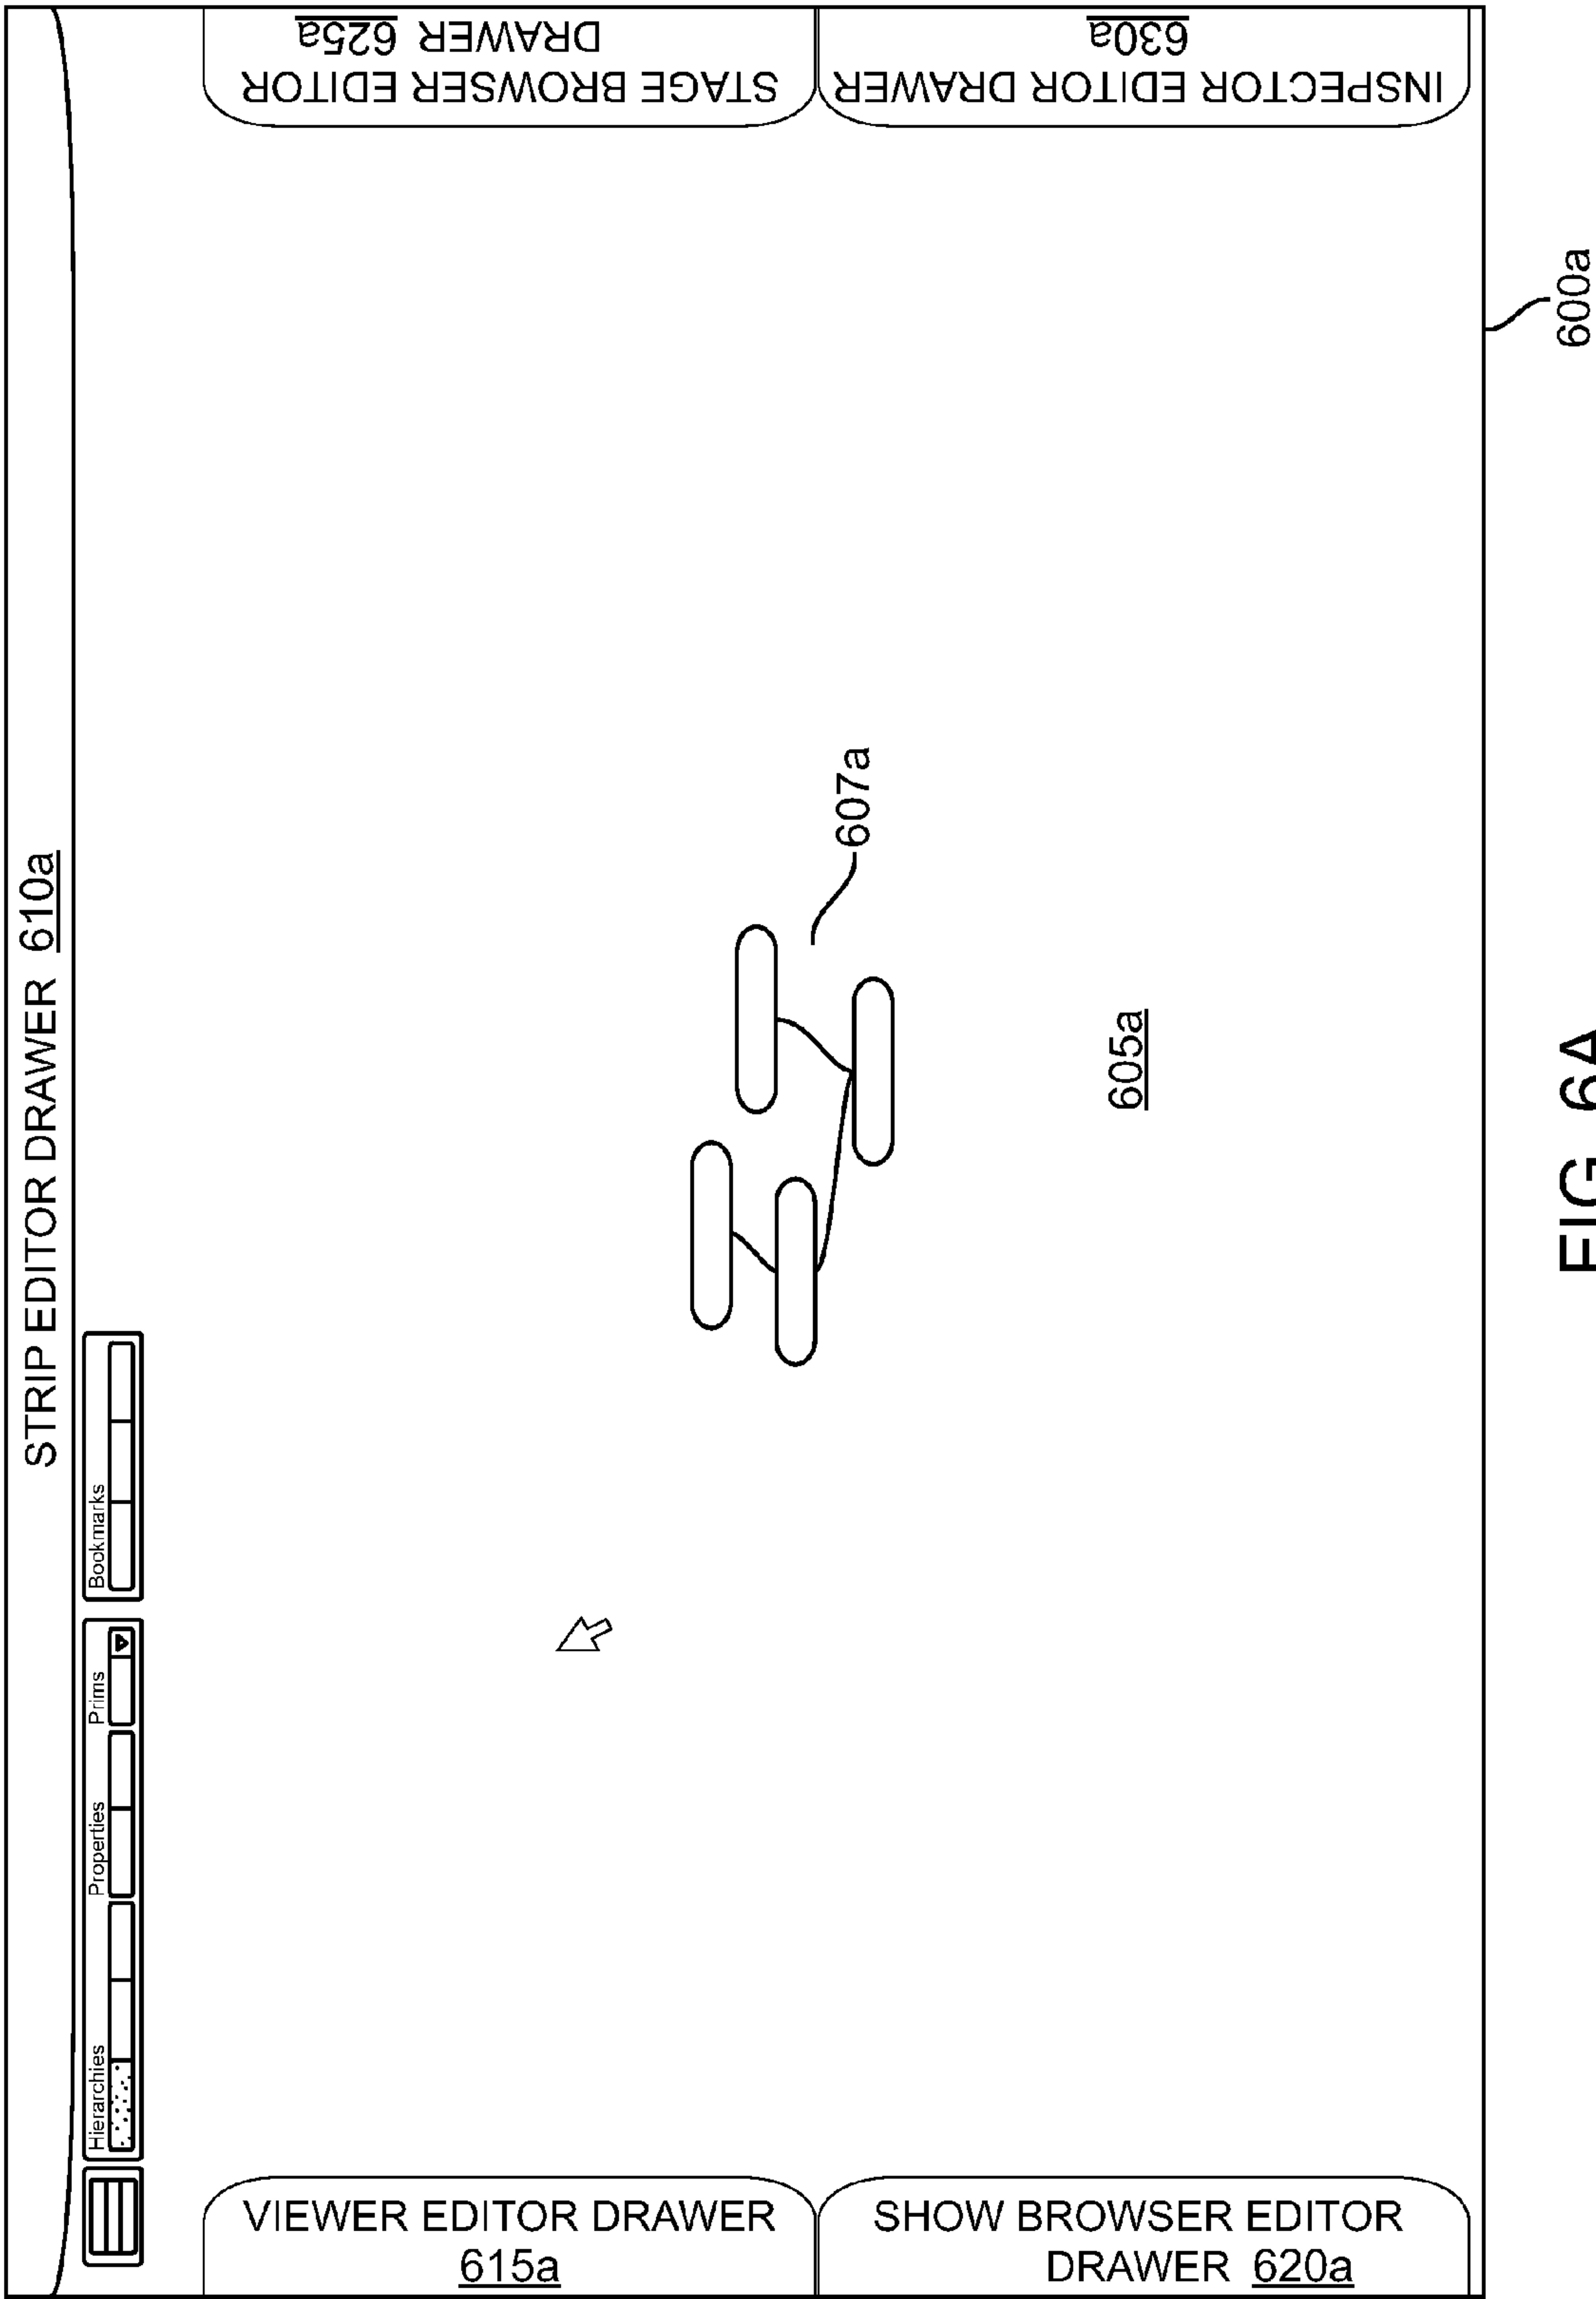 STRIP EDITOR DRAWER 610a
Hierarchies
Properties
Prims
Bookmarks
VIEWER EDITOR DRAWER
615a
SHOW BROWSER EDITOR
DRAWER 620a
STAGE BROWSER EDITOR
DRAWER 625a
INSPECTOR EDITOR DRAWER
630a
607a
605a
600a
FIG. 6A